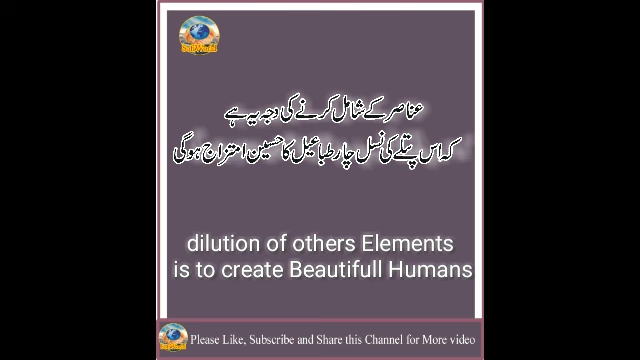 عناصر کے شامل کرنے کی وجہ یہ ہے
کہ اس پتلے کی نسل چار طبائیل کا حسین امتزاج ہوگی
dilution of others Elements
is to create Beautifull Humans
Please Like, Subscribe and Share this Channel for More video